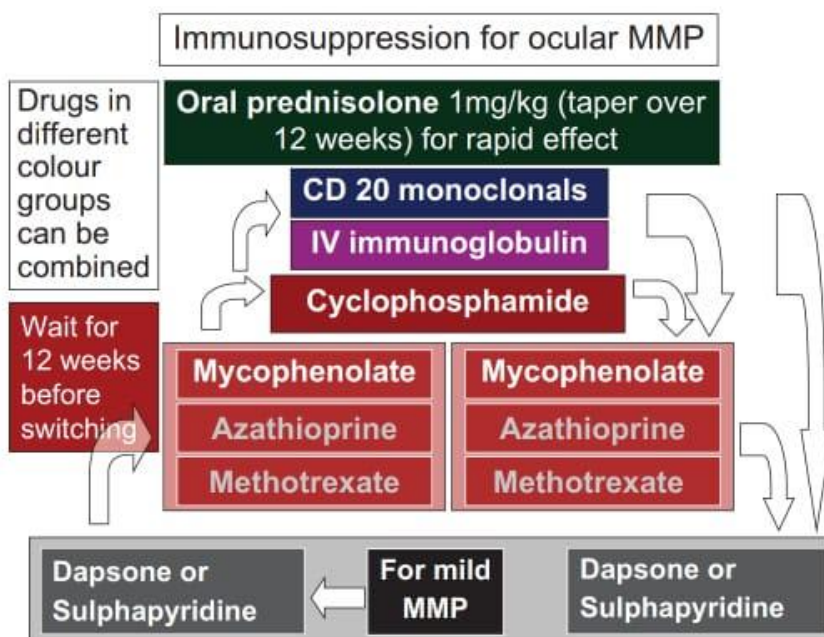 Immunosuppression for ocular MMP
Drugs in
different
colour
groups
can be
combined
Oral prednisolone 1mg/kg (taper over
12 weeks) for rapid effect
CD 20 monoclonals
IV immunoglobulin
Cyclophosphamide
Wait for
12 weeks
before
switching
Mycophenolate
Azathioprine
Methotrexate
Mycophenolate
Azathioprine
Methotrexate
Dapsone or
Sulphapyridine
For mild
MMP
Dapsone or
Sulphapyridine